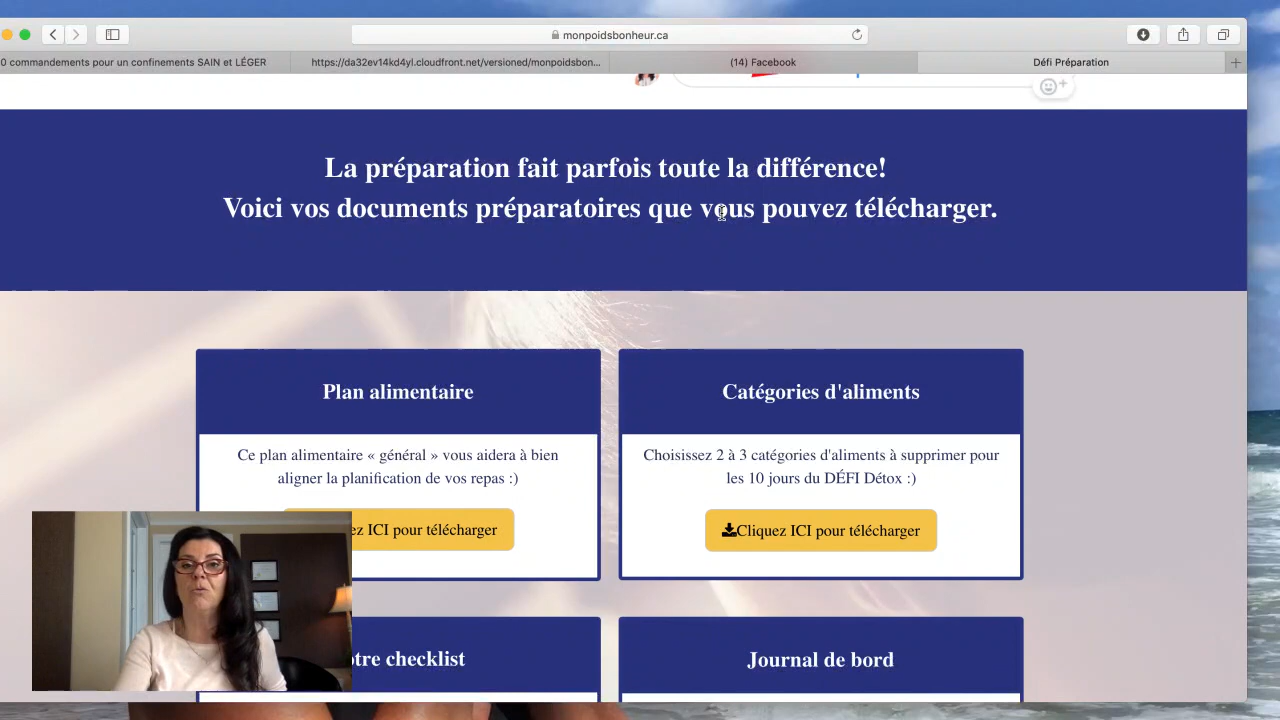 monpoidsbonheur.ca
0 commandements pour un confinements SAIN et LÉGER
https://da32ev14kd4yl.cloudfront.net/versioned/monpoidsbon...
(14) Facebook
Défi Préparation
La préparation fait parfois toute la différence!
Voici vos documents préparatoires que vous pouvez télécharger.
Plan alimentaire
Ce plan alimentaire « général » vous aidera à bien
aligner la planification de vos repas :)
ez ICI pour télécharger
Catégories d'aliments
Choisissez 2 à 3 catégories d'aliments à supprimer pour
les 10 jours du DÉFI Détox :)
Cliquez ICI pour télécharger
otre checklist
Journal de bord